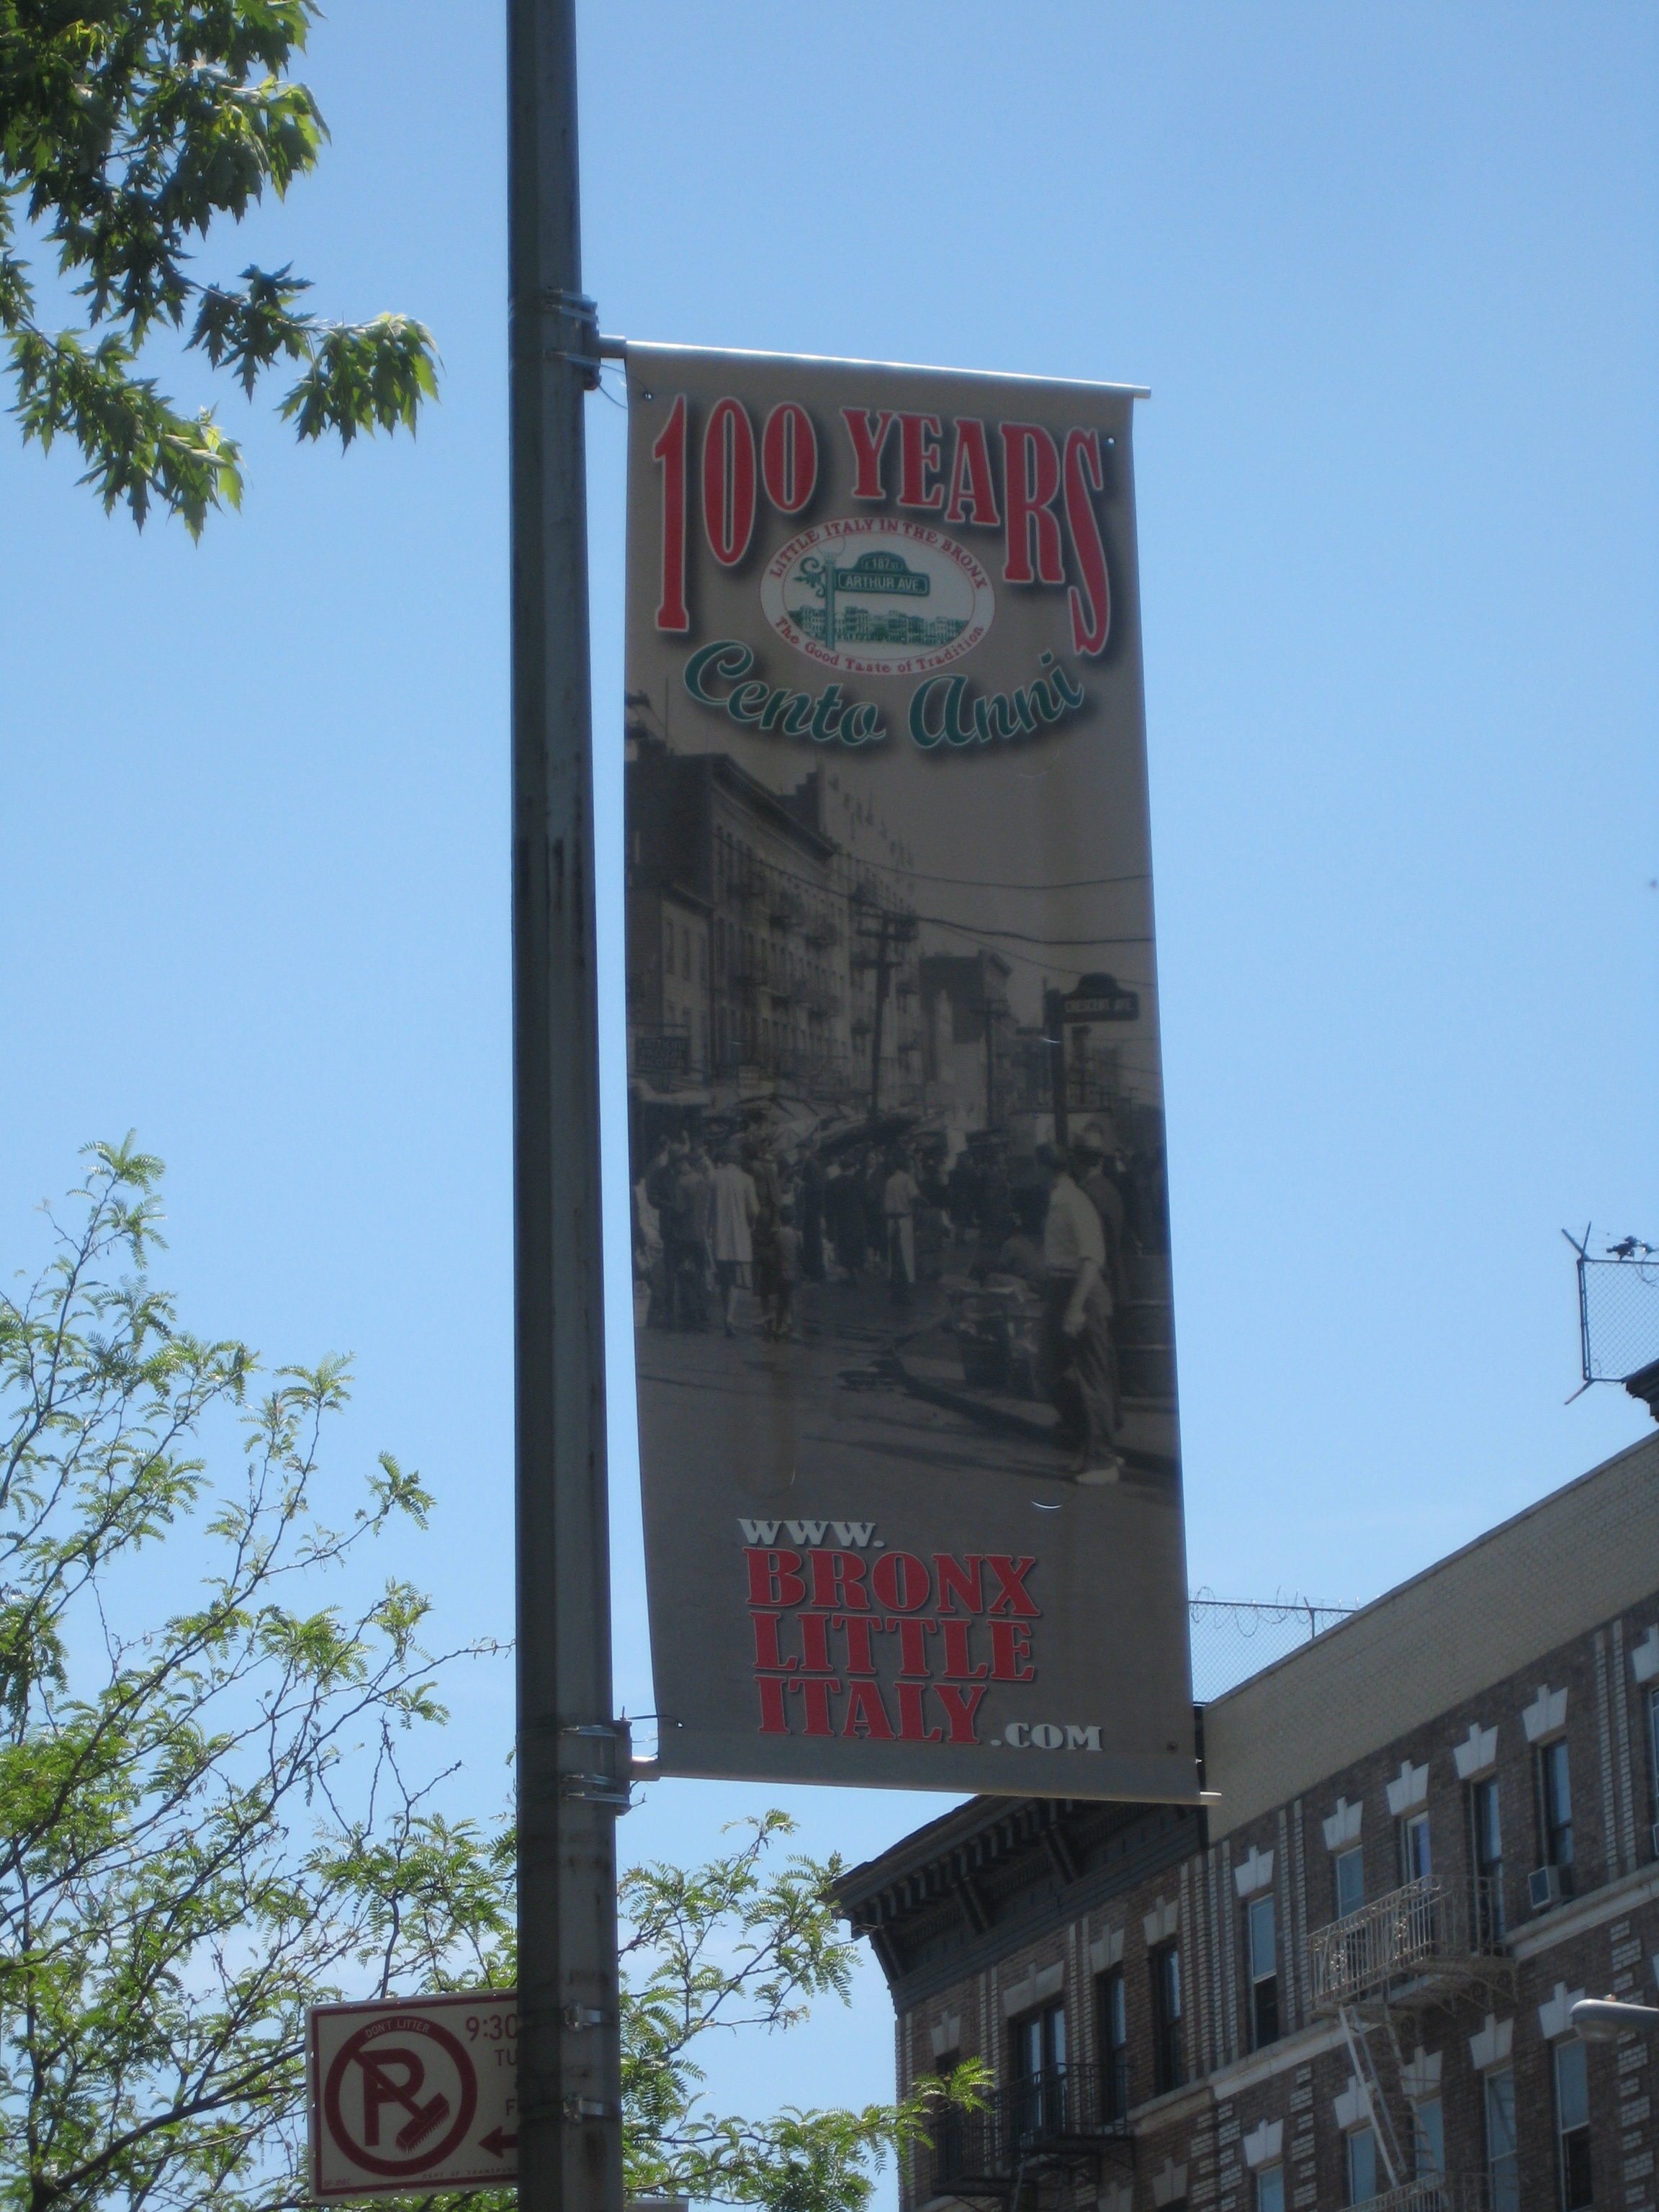 100 YEARS
LITTLE ITALY IN THE BRONX
E 187 ST
ARTHUR AVE.
The Good Taste of Tradition
Cento Anni
CRESCENT AVE
www.
BRONX
LITTLE
ITALY.COM
DON'T LITTER
9:30
TU
F